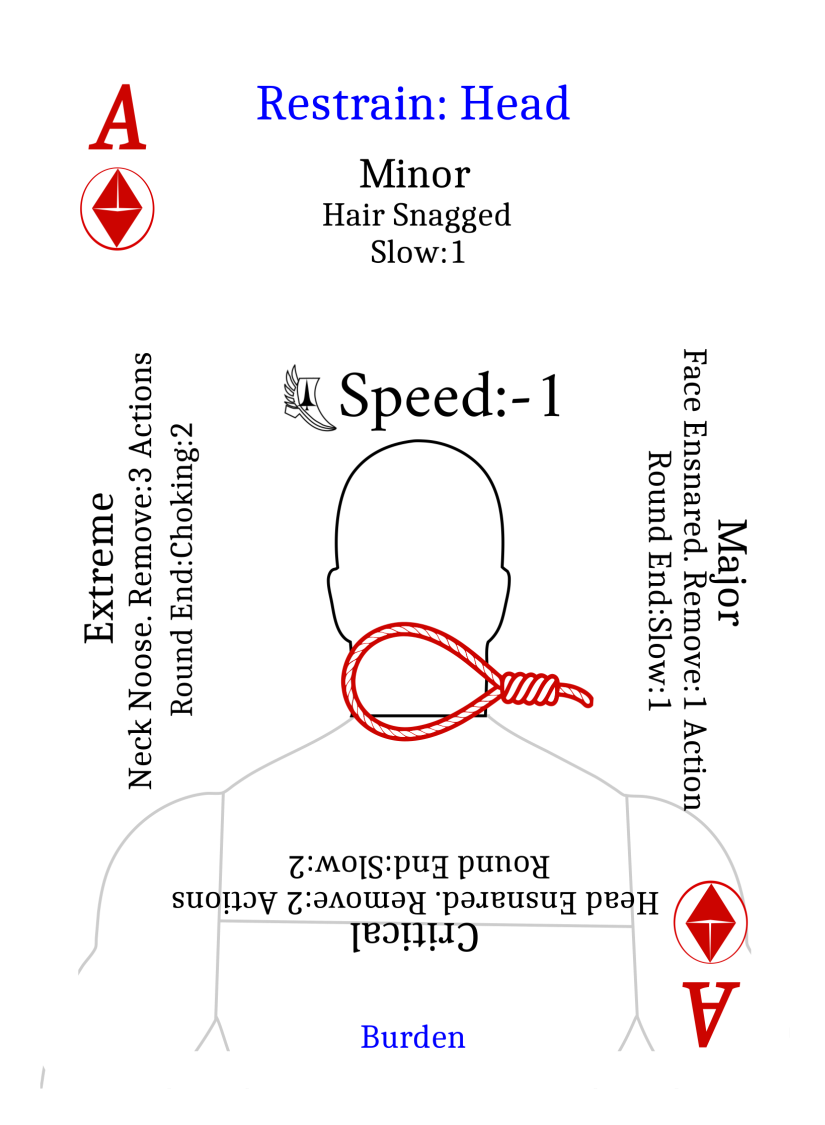 A
Restrain: Head
Minor
Hair Snagged
Slow:1
Speed:-1
Major
Face Ensnared. Remove:1 Action
Round End:Slow:1
Critical
Head Ensnared. Remove:2 Actions
Round End:Slow:2
Extreme
Neck Noose. Remove:3 Actions
Round End:Choking:2
Burden
A